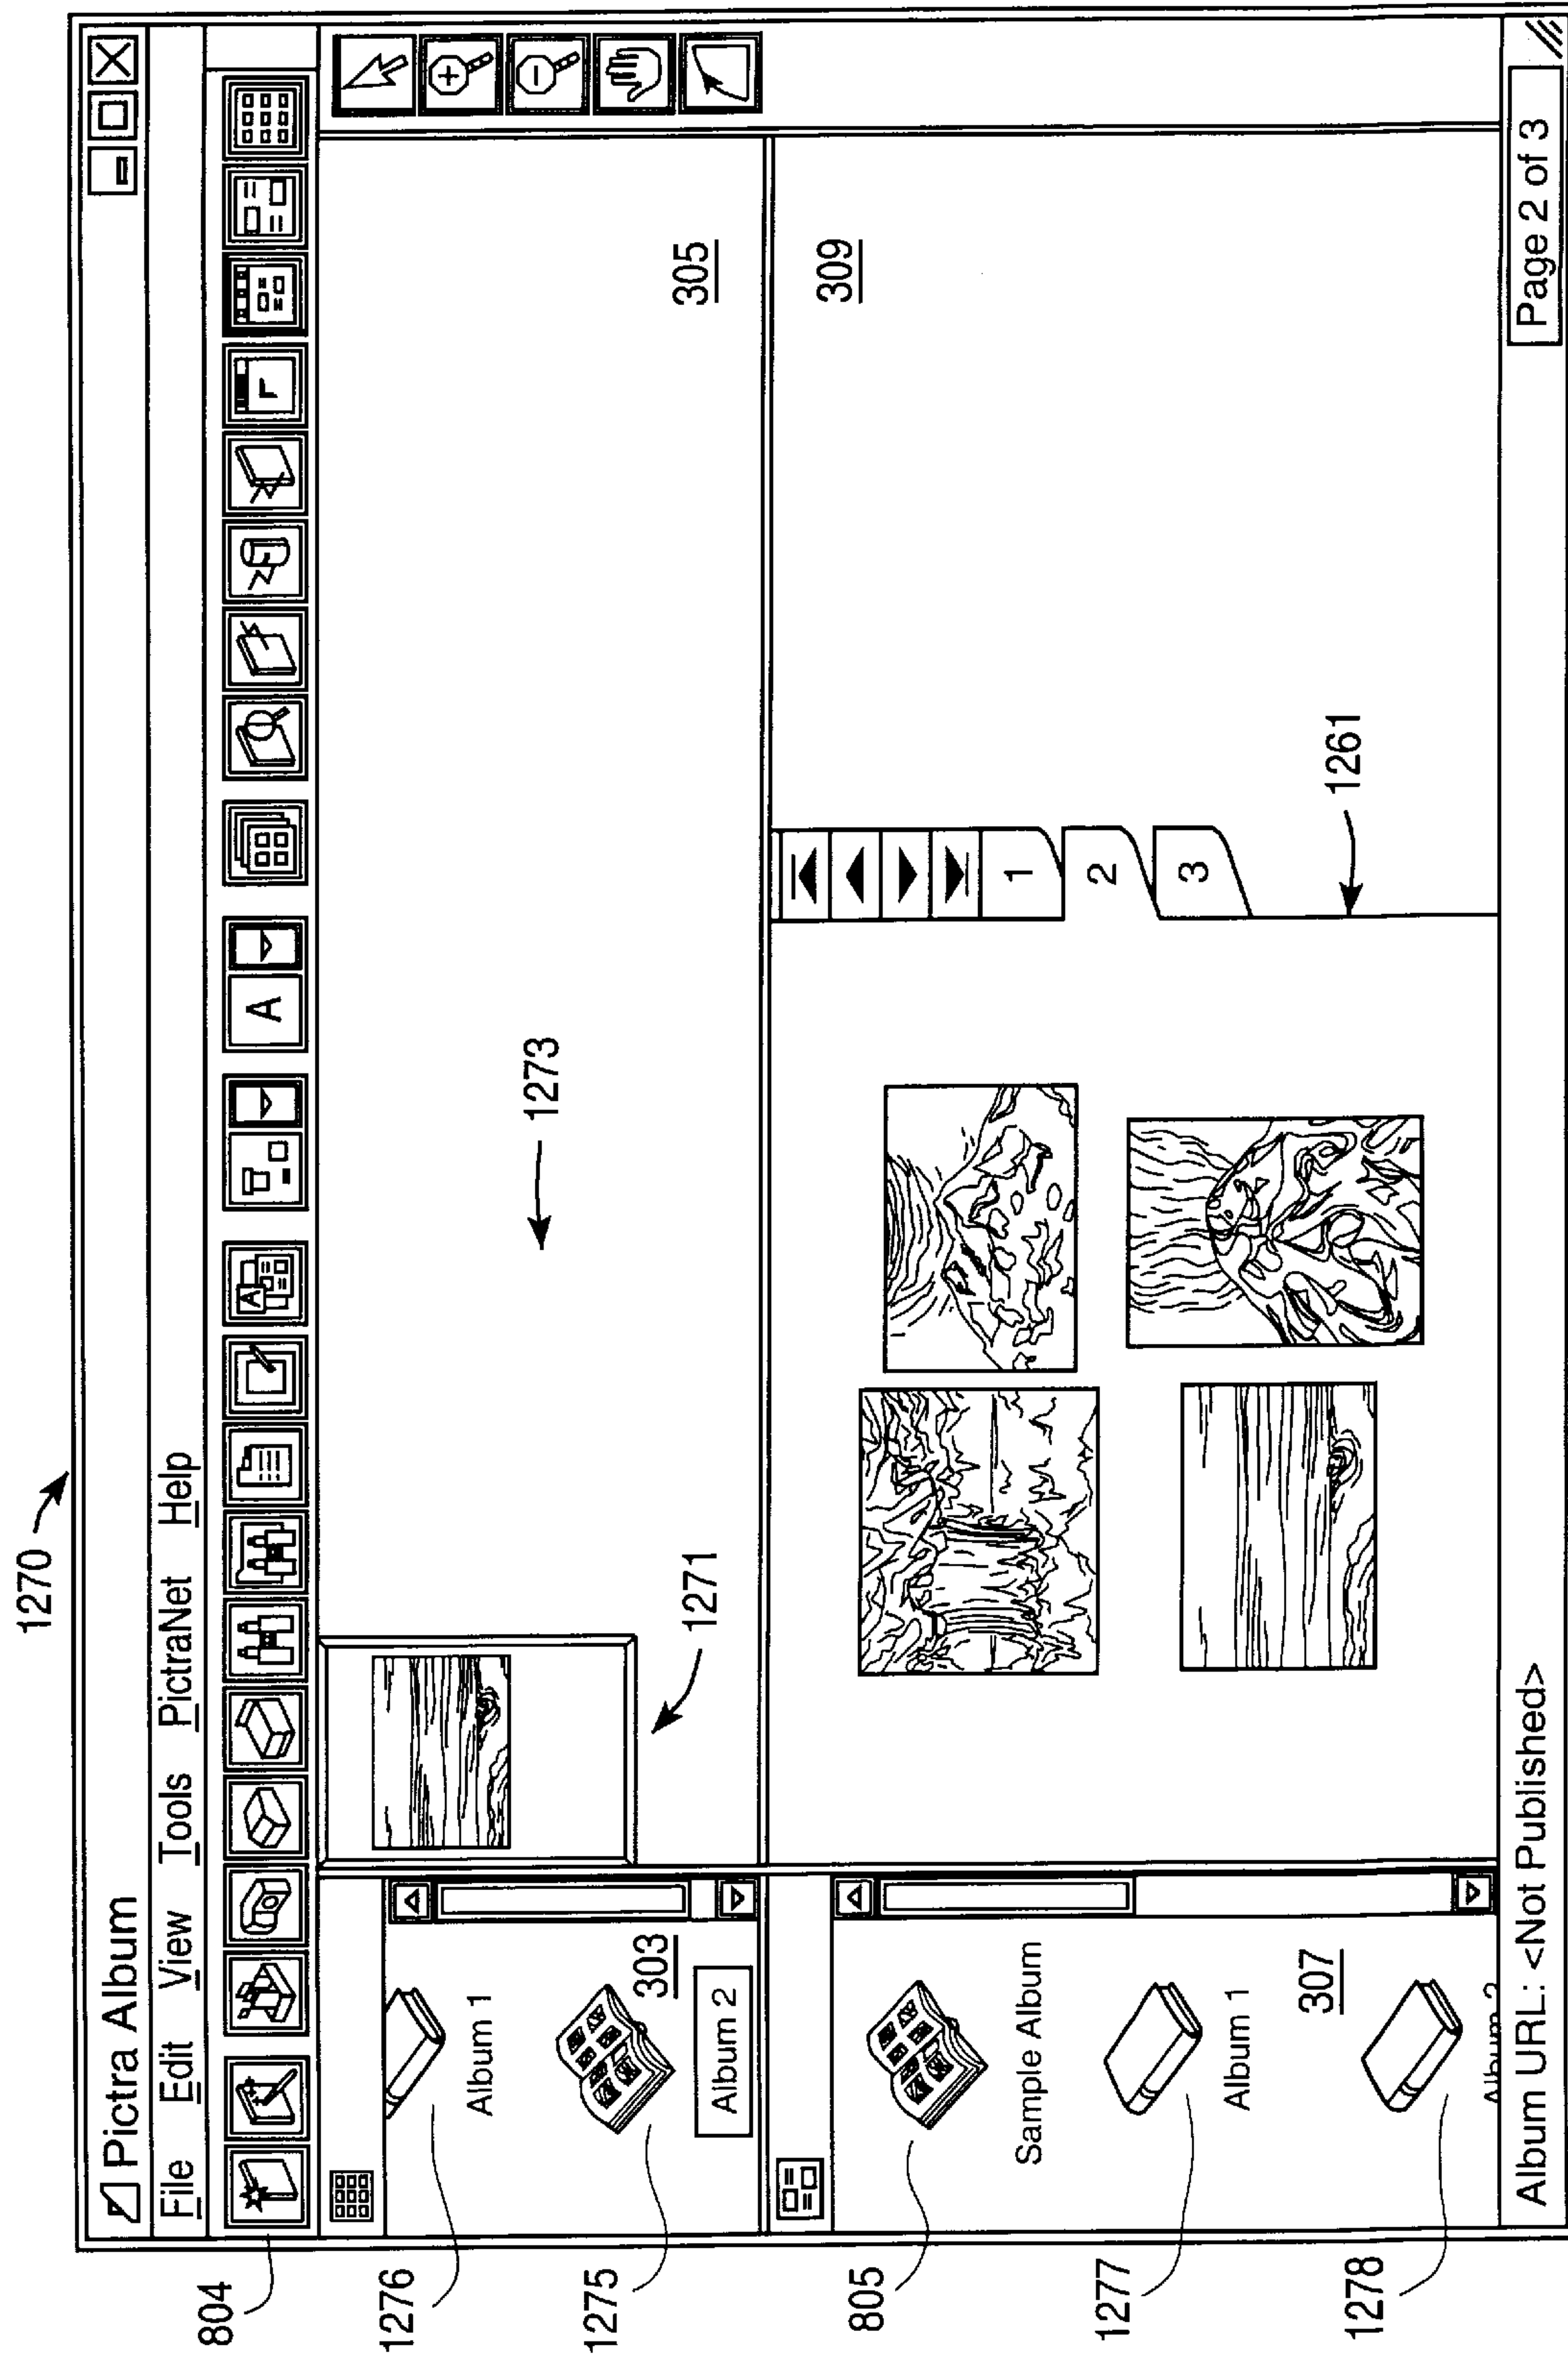 1270
Pictra Album
File Edit View Tools PictraNet Help
804
A
A
1276
Album 1
1273
1275
303
1271
Album 2
305
309
805
Sample Album
1
2
3
1277
Album 1
307
1261
1278
Album URL: <Not Published>
Page 2 of 3